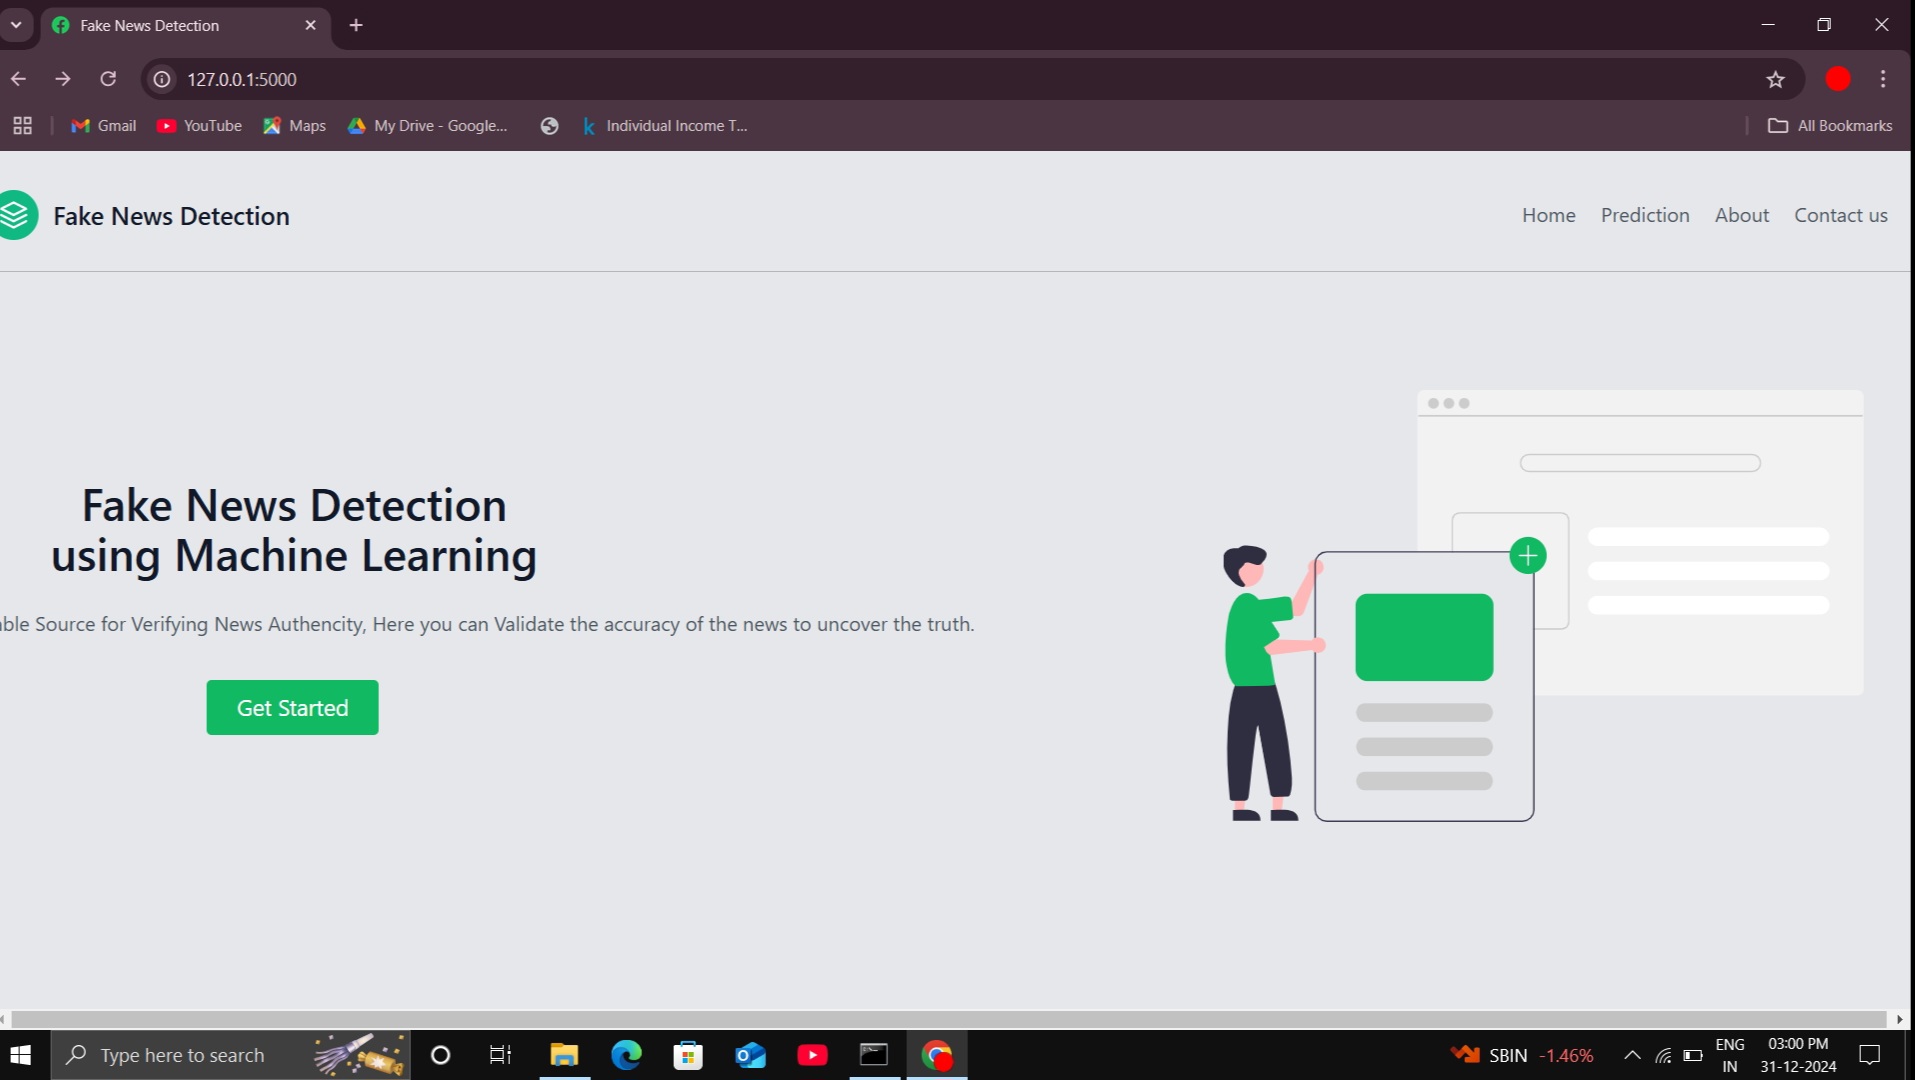 Fake News Detection
127.0.0.1:5000
Gmail YouTube Maps My Drive - Google... Individual Income T... All Bookmarks
Fake News Detection Home Prediction About Contact us
Fake News Detection
using Machine Learning
Source for Verifying News Authencity, Here you can Validate the accuracy of the news to uncover the truth.
Get Started
Type here to search SBIN -1.46% ENG 03:00 PM
IN 31-12-2024